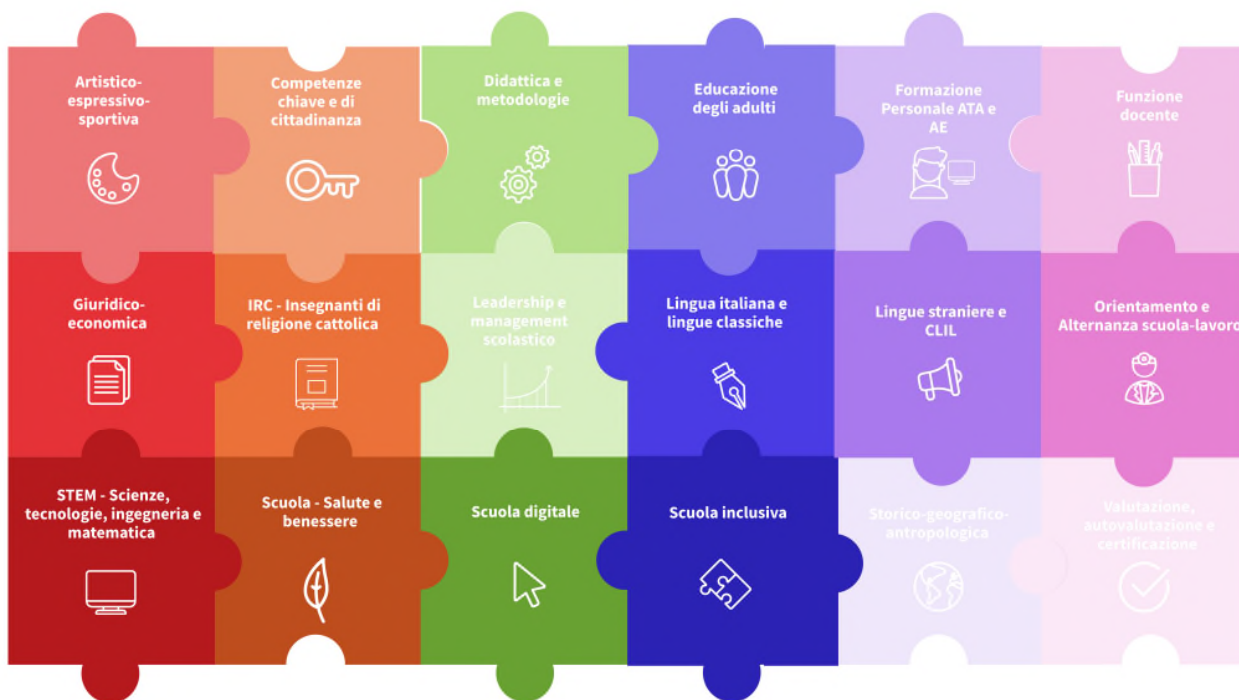 Artistico-
espressivo-
sportiva
Competenze
chiave e di
cittadinanza
Didattica e
metodologie
Educazione
degli adulti
Formazione
Personale ATA e
AE
Funzione
docente
Giuridico-
economica
IRC - Insegnanti di
religione cattolica
Leadership e
management
scolastico
Lingua italiana e
lingue classiche
Lingue straniere e
CLIL
Orientamento e
Alternanza scuola-lavoro
STEM - Scienze,
tecnologie, ingegneria e
matematica
Scuola - Salute e
benessere
Scuola digitale
Scuola inclusiva
Storico-geografico-
antropologica
Valutazione,
autovalutazione e
certificazione